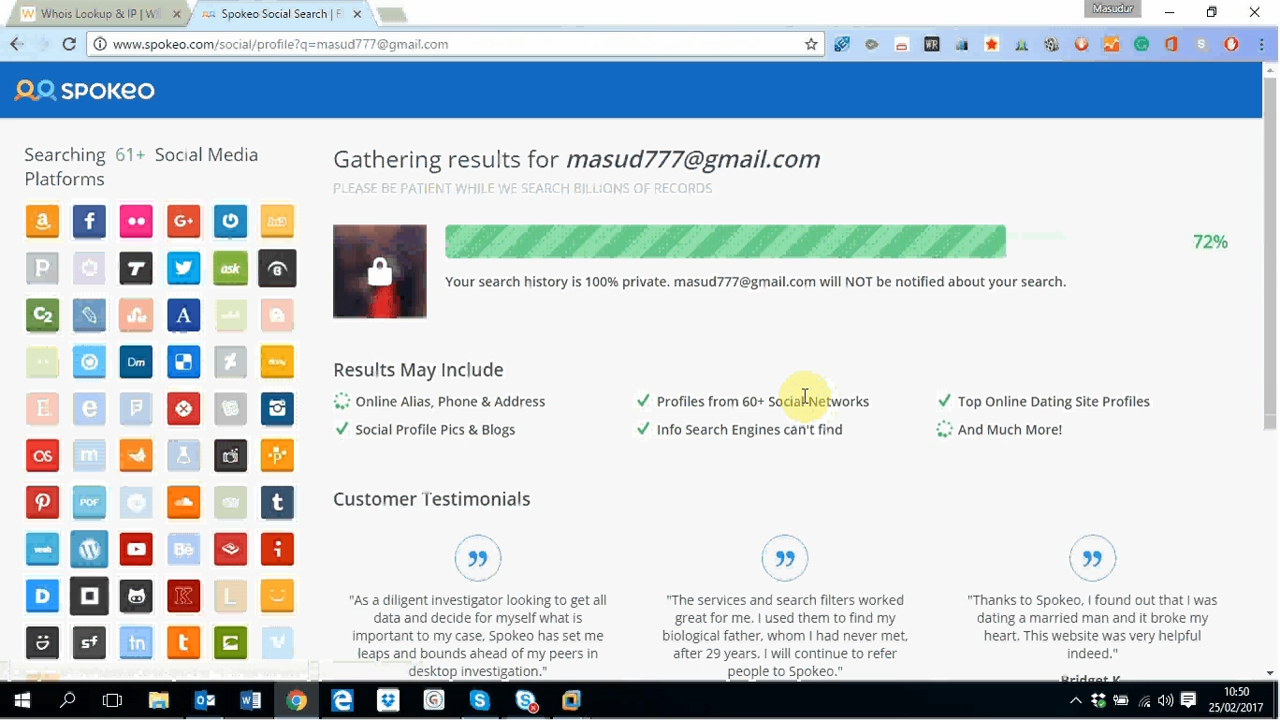 Whois Lookup & IP | W
Spokeo Social Search | F
Masudur
www.spokeo.com/social/profile?q=masud777@gmail.com
SPOKEO
Searching 61+ Social Media
Platforms
Gathering results for masud777@gmail.com
PLEASE BE PATIENT WHILE WE SEARCH BILLIONS OF RECORDS
72%
Your search history is 100% private. masud777@gmail.com will NOT be notified about your search.
Results May Include
Online Alias, Phone & Address
Profiles from 60+ Social Networks
Top Online Dating Site Profiles
Social Profile Pics & Blogs
Info Search Engines can't find
And Much More!
Customer Testimonials
"As a diligent investigator looking to get all
data and decide for myself what is
important to my case, Spokeo has set me
leaps and bounds ahead of my peers in
desktop investigation."
"The services and search filters worked
great for me. I used them to find my
biological father, whom I had never met,
after 29 years. I will continue to refer
people to Spokeo."
"Thanks to Spokeo, I found out that I was
dating a married man and it broke my
heart. This website was very helpful
indeed."
Bridget K
10:50
25/02/2017